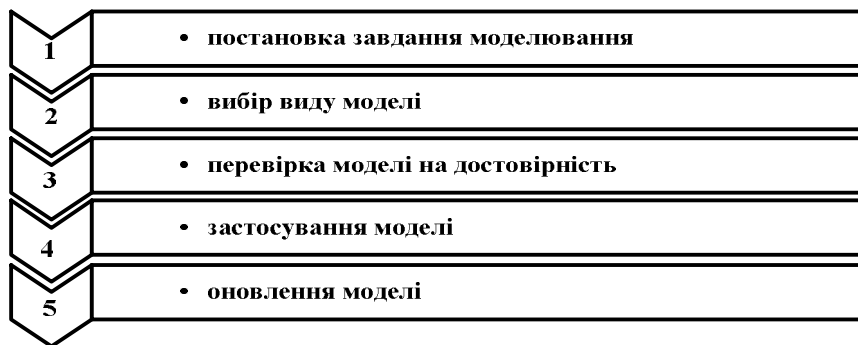 1 • постановка завдання моделювання
2 • вибір виду моделі
3 • перевірка моделі на достовірність
4 • застосування моделі
5 • оновлення моделі